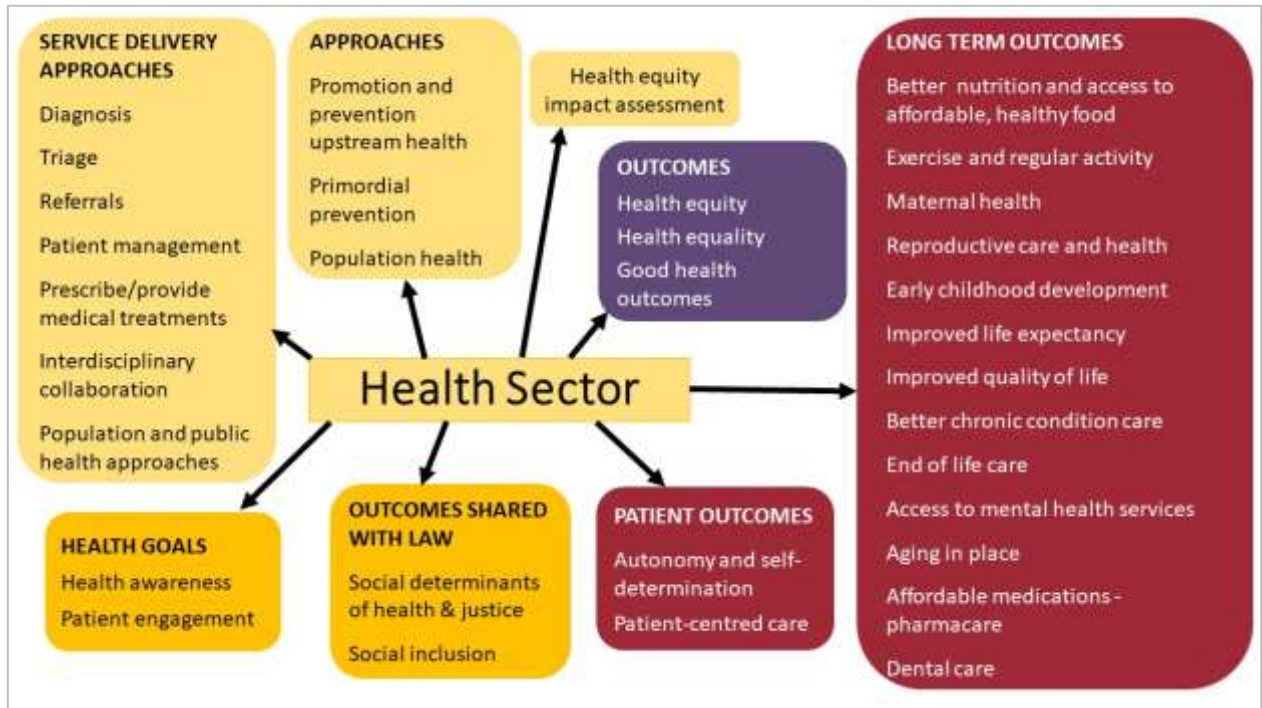 SERVICE DELIVERY
APPROACHES
Diagnosis
Triage
Referrals
Patient management
Prescribe/provide
medical treatments
Interdisciplinary
collaboration
Population and public
health approaches
APPROACHES
Promotion and
prevention
upstream health
Primordial
prevention
Population health
Health equity
impact assessment
OUTCOMES
Health equity
Health equality
Good health
outcomes
LONG TERM OUTCOMES
Better nutrition and access to
affordable, healthy food
Exercise and regular activity
Maternal health
Reproductive care and health
Early childhood development
Improved life expectancy
Improved quality of life
Better chronic condition care
End of life care
Access to mental health services
Aging in place
Affordable medications -
pharmacare
Dental care
Health Sector
HEALTH GOALS
Health awareness
Patient engagement
OUTCOMES SHARED
WITH LAW
Social determinants
of health & justice
Social inclusion
PATIENT OUTCOMES
Autonomy and self-
determination
Patient-centred care